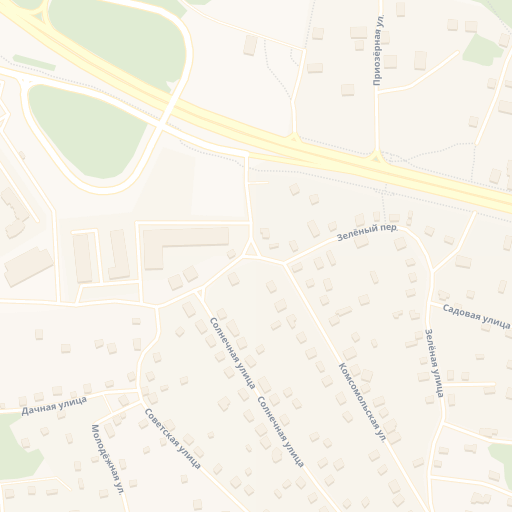 Приозёрная ул.
Зелёный пер.
Садовая улица
Зелёная улица
Солнечная улица
Комсомольская ул.
Солнечная улица
Дачная улица
Советская улица
Молодёжная ул.